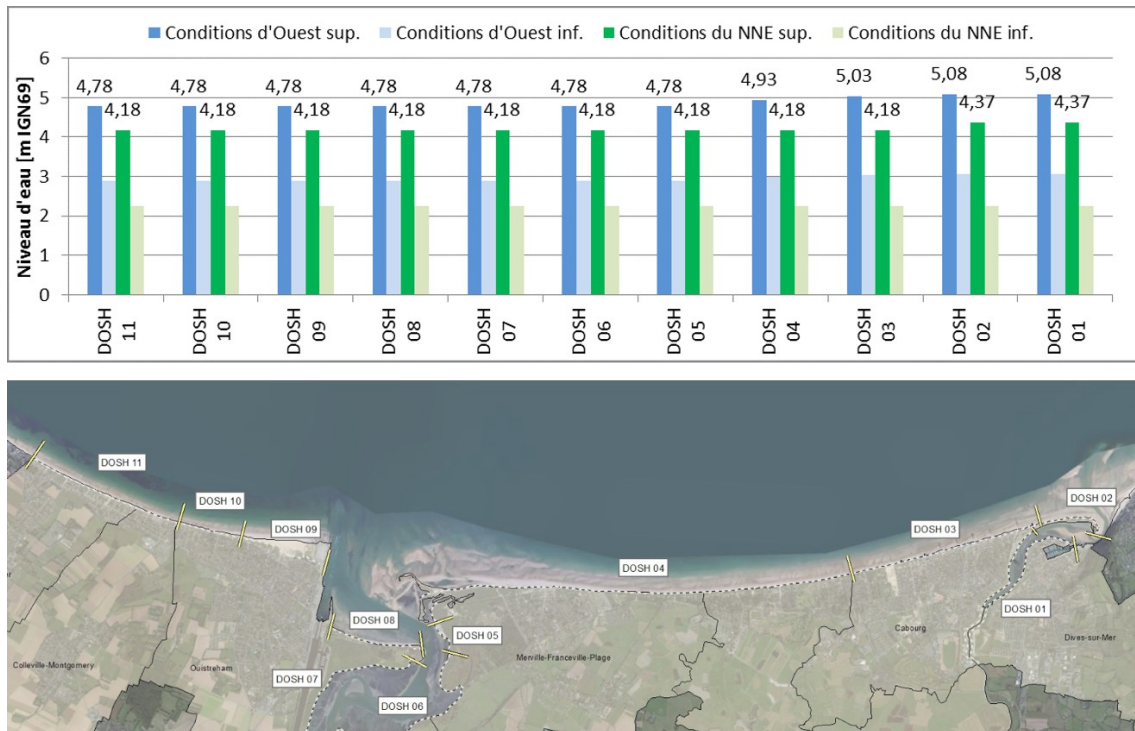 Conditions d'Ouest sup. Conditions d'Ouest inf. Conditions du NNE sup. Conditions du NNE inf.
Niveau d'eau [m IGN69]
6
5
4
3
2
1
0
4,78 4,78 4,78 4,78 4,78 4,78 4,78 4,93 5,03 5,08 5,08
4,18 4,18 4,18 4,18 4,18 4,18 4,18 4,18 4,18 4,37 4,37
DOSH 11
DOSH 10
DOSH 09
DOSH 08
DOSH 07
DOSH 06
DOSH 05
DOSH 04
DOSH 03
DOSH 02
DOSH 01
DOSH 11
DOSH 10
DOSH 09
DOSH 02
DOSH 03
DOSH 04
DOSH 01
DOSH 08
DOSH 05
Cabourg
Dives-sur-Mer
Merville-Franceville-Plage
Colleville-Montgomery
Ouistreham
DOSH 07
DOSH 06